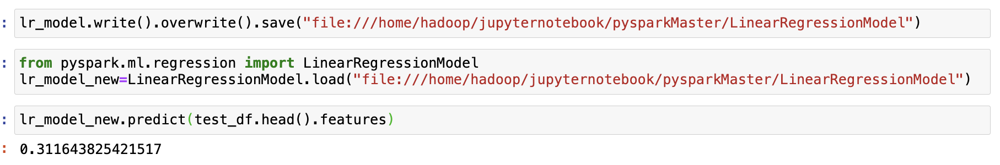 : lr_model.write().overwrite().save("file:///home/hadoop/jupyternotebook/pysparkMaster/LinearRegressionModel")
: from pyspark.ml.regression import LinearRegressionModel
lr_model_new=LinearRegressionModel.load("file:///home/hadoop/jupyternotebook/pysparkMaster/LinearRegressionModel")
: lr_model_new.predict(test_df.head().features)
: 0.311643825421517